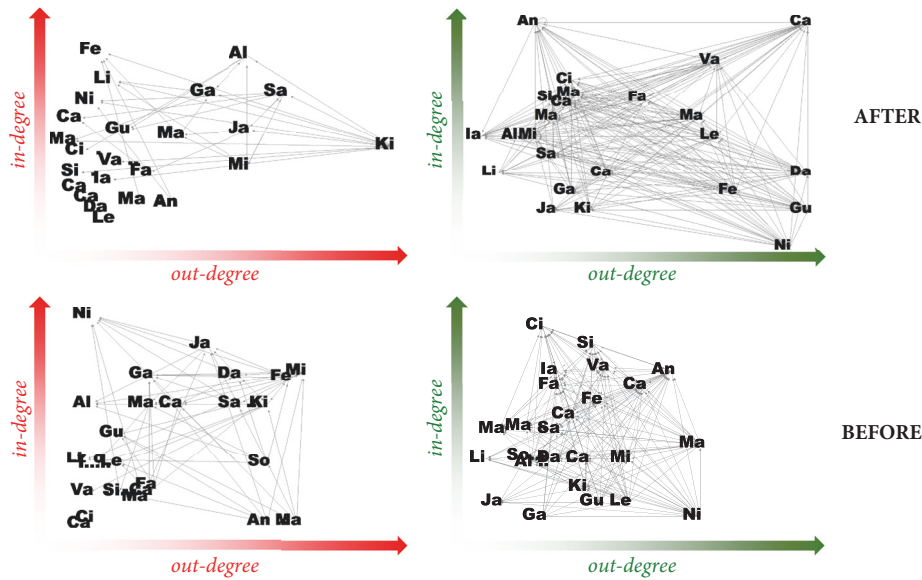 Fe
Al
Li
Ga
Sa
Ni
Ca
Gu
Ma
Ja
Ma
Ki
Ci
Va
Mi
Si
Ia
Fa
Ca
Ca
Ma
An
Da
Le
in-degree
out-degree
An
Ca
Va
Ci
Si
Ma
Ca
Fa
Ma
Ma
Ia
Al
Mi
Le
Sa
Li
Ca
Da
Ga
Fe
Ja
Ki
Gu
Ni
in-degree
out-degree
AFTER
Ni
Ja
Ga
Da
Fe
Mi
Al
Ma
Ca
Sa
Ki
Gu
Le
So
Va
Si
Fa
Ca
Ma
Ci
Ca
An
Ma
in-degree
out-degree
Ci
Si
Ia
Va
An
Fa
Ca
Fe
Ca
Ma
Ma
Sa
Ma
Li
So
Da
Ca
Mi
Ki
Ja
Gu
Le
Ga
Ni
in-degree
out-degree
BEFORE